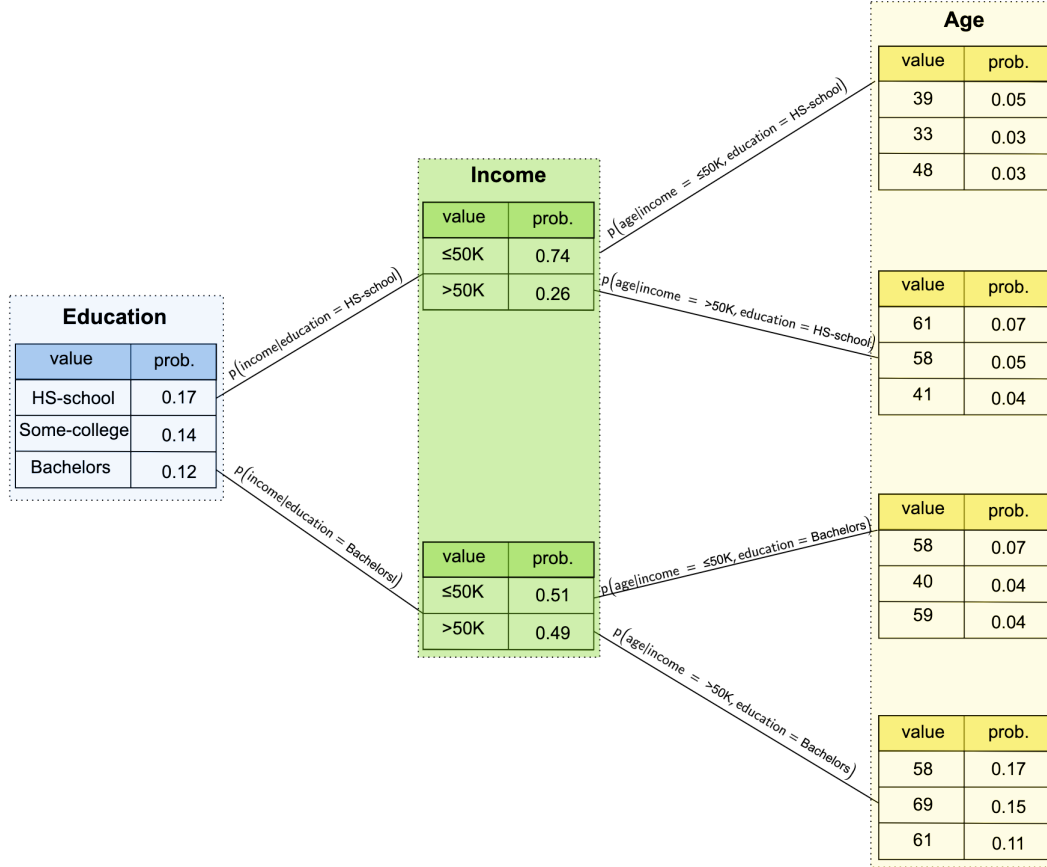 Education
value prob.
HS-school 0.17
Some-college 0.14
Bachelors 0.12
p(income|education = HS-school)
p(income|education = Bachelorsl)
Income
value prob.
≤50K 0.74
>50K 0.26
value prob.
≤50K 0.51
>50K 0.49
p(age|income = ≤50K, education = HS-school)
p(age|income = >50K, education = HS-school)
p(age|income = ≤50K, education = Bachelors)
p(age|income = >50K, education = Bachelors)
Age
value prob.
39 0.05
33 0.03
48 0.03
value prob.
61 0.07
58 0.05
41 0.04
value prob.
58 0.07
40 0.04
59 0.04
value prob.
58 0.17
69 0.15
61 0.11